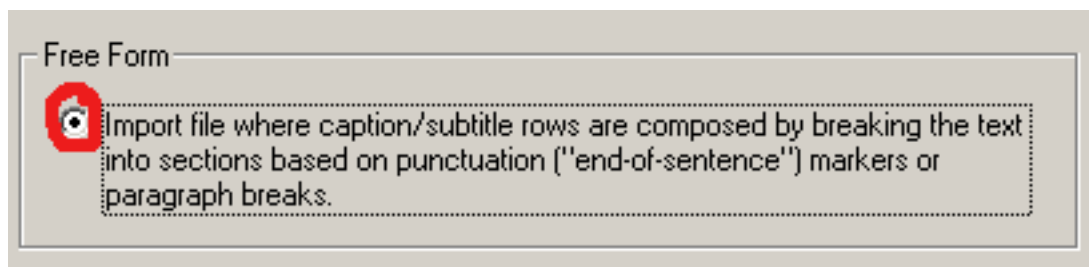 Free Form
Import file where caption/subtitle rows are composed by breaking the text
into sections based on punctuation ("end-of-sentence") markers or
paragraph breaks.